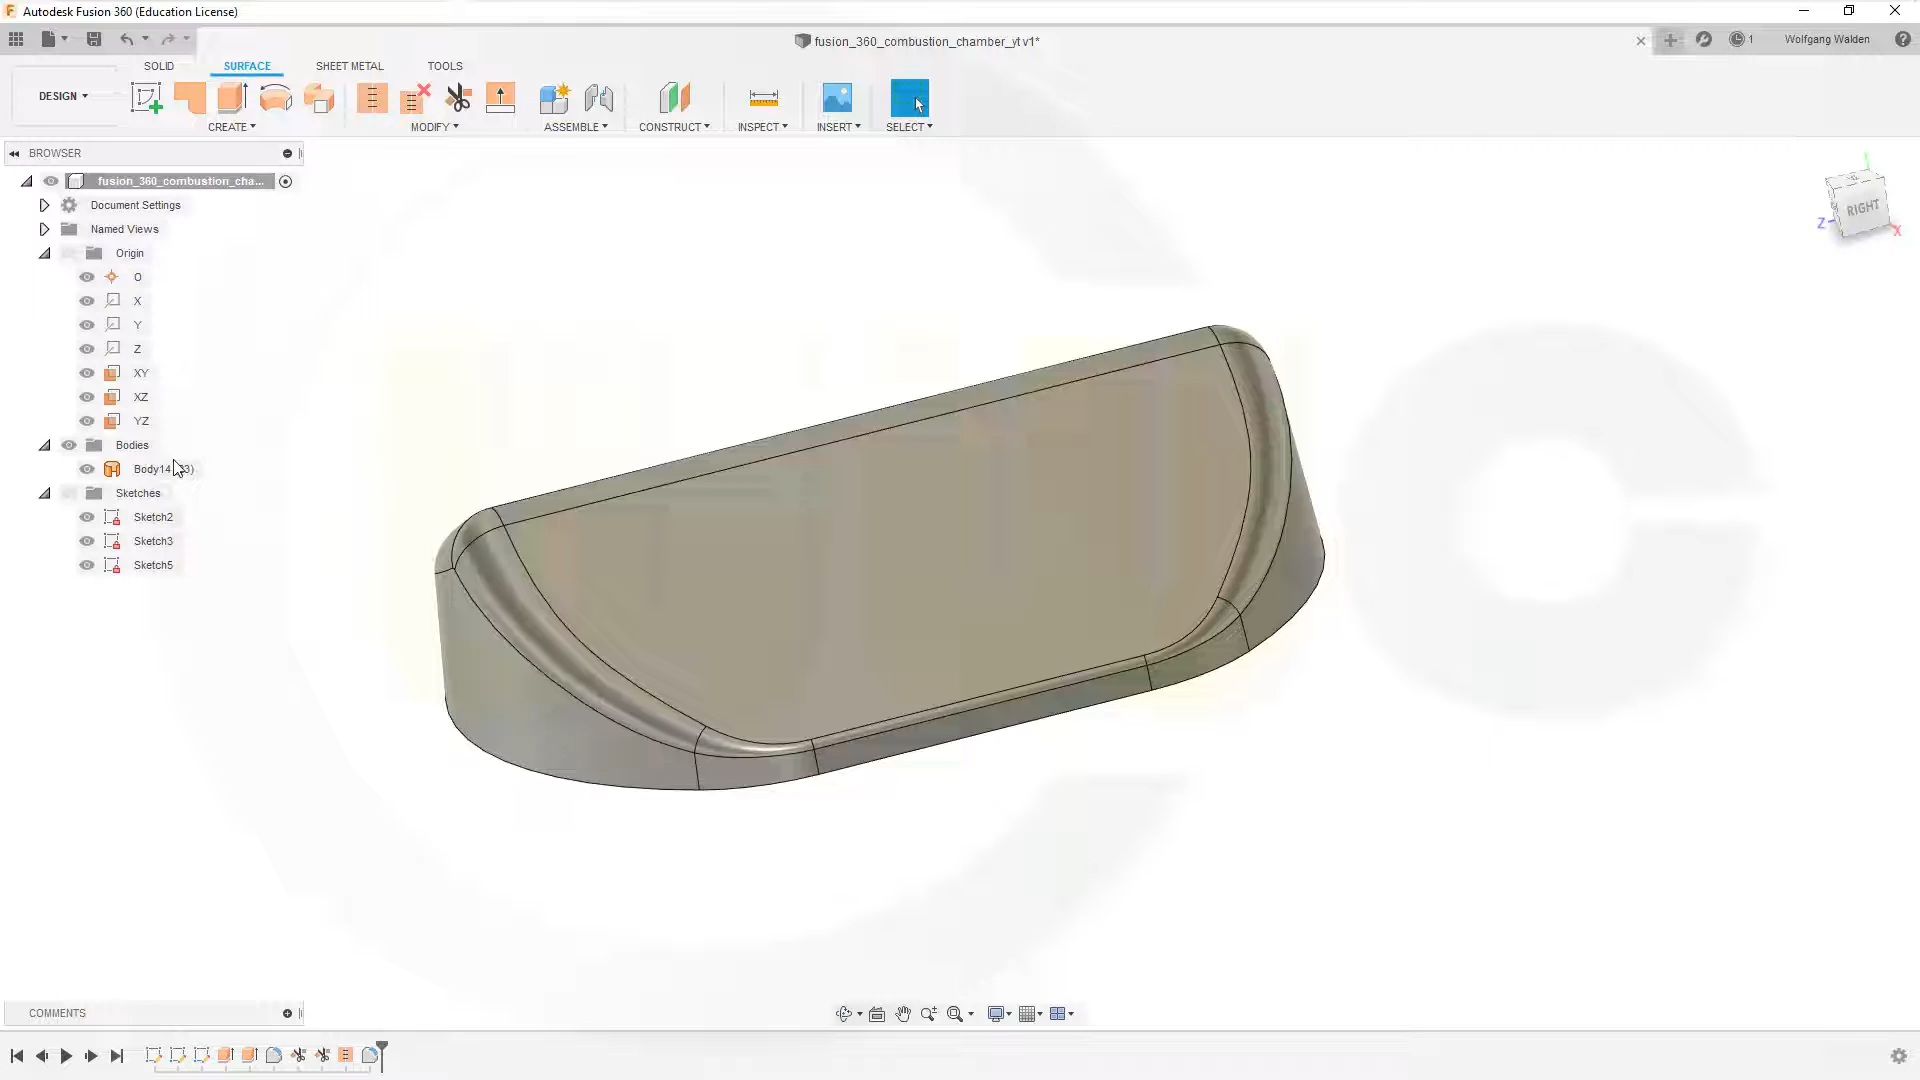 Autodesk Fusion 360 (Education License)
fusion_360_combustion_chamber_yt v1*
1
Wolfgang Walden
SOLID
SURFACE
SHEET METAL
TOOLS
DESIGN
CREATE
MODIFY
ASSEMBLE
CONSTRUCT
INSPECT
INSERT
SELECT
BROWSER
fusion_360_combustion_cha...
Document Settings
Named Views
Origin
O
X
Y
Z
XY
XZ
YZ
Bodies
Sketches
Sketch2
Sketch3
Sketch5
RIGHT
Z
X
COMMENTS